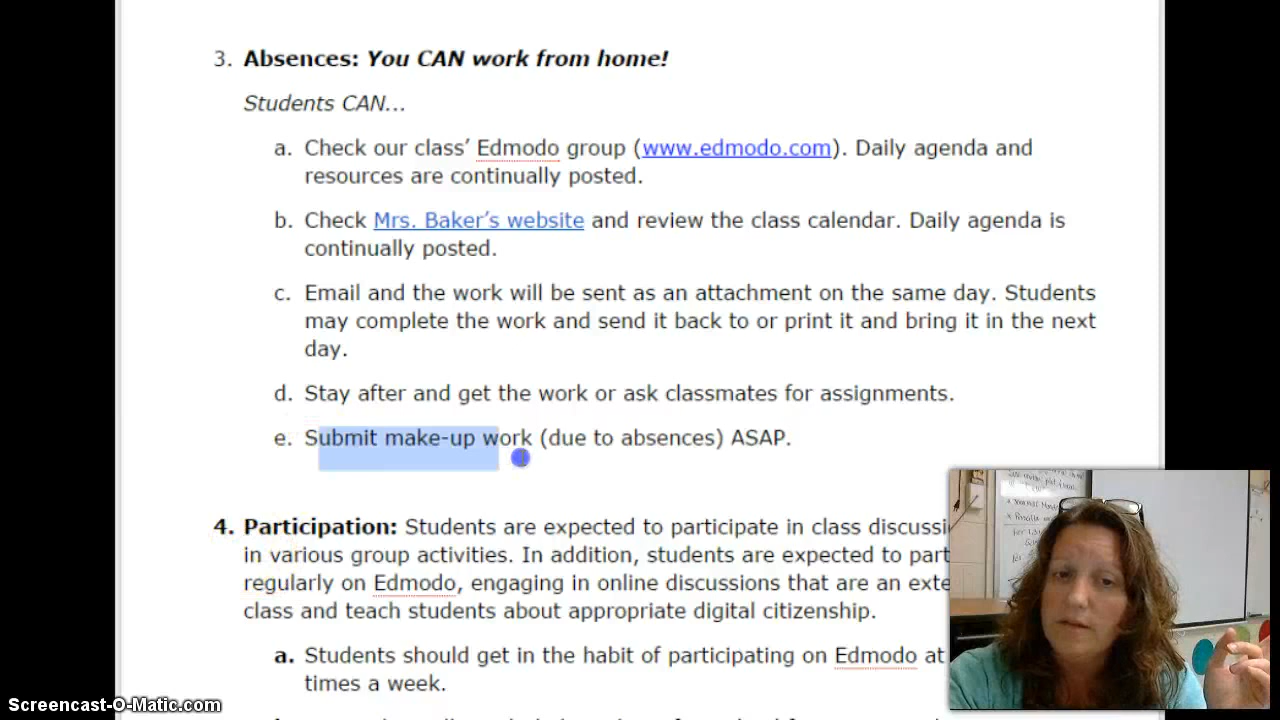 3. Absences: You CAN work from home!
Students CAN...
a. Check our class’ Edmodo group (www.edmodo.com). Daily agenda and
resources are continually posted.
b. Check Mrs. Baker’s website and review the class calendar. Daily agenda is
continually posted.
c. Email and the work will be sent as an attachment on the same day. Students
may complete the work and send it back to or print it and bring it in the next
day.
d. Stay after and get the work or ask classmates for assignments.
e. Submit make-up work (due to absences) ASAP.
4. Participation: Students are expected to participate in class
in various group activities. In addition, students are expected to
regularly on Edmodo, engaging in online discussions that are an
class and teach students about appropriate digital citizenship.
a. Students should get in the habit of participating on Edmodo at
times a week.
Screencast-O-Matic.com